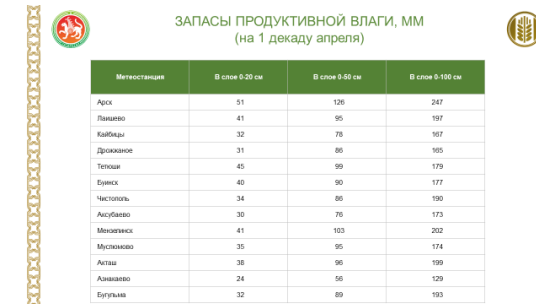 ЗАПАСЫ ПРОДУКТИВНОЙ ВЛАГИ, ММ
(на 1 декаду апреля)
Метеостанция В слое 0-20 см В слое 0-50 см В слое 0-100 см
Арск 51 126 247
Лаишево 41 95 197
Кайбицы 32 78 167
Дрожжаное 31 86 165
Тетюши 45 99 179
Буинск 40 90 177
Чистополь 34 86 190
Аксубаево 30 76 173
Мензелинск 41 103 202
Муслюмово 35 95 174
Акташ 38 96 199
Азнакаево 24 56 129
Бугульма 32 89 193